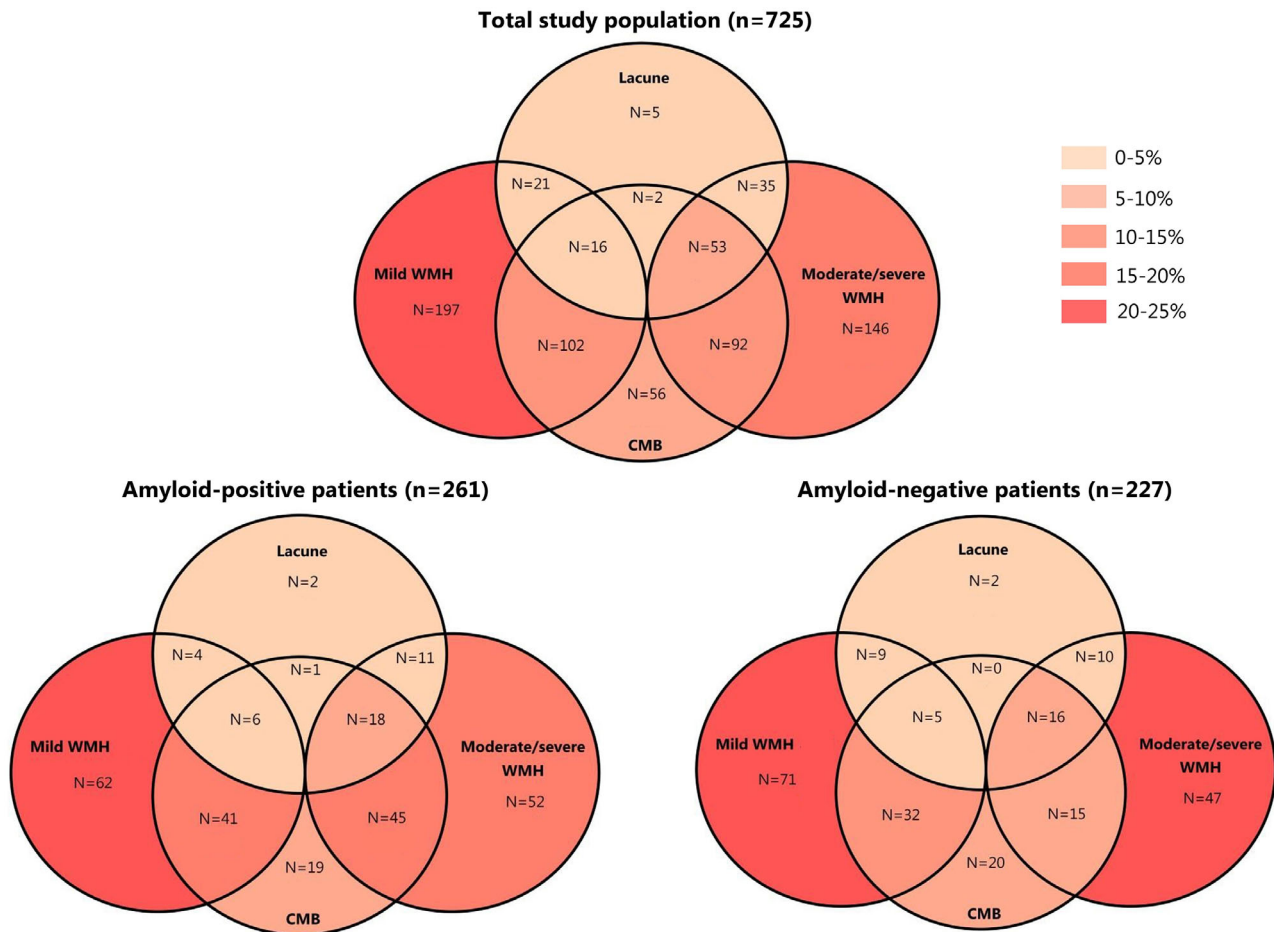 Total study population (n=725)
Lacune
N=5
0-5%
5-10%
10-15%
15-20%
20-25%
N=21
N=2
N=35
N=16
N=53
Mild WMH
N=197
Moderate/severe
WMH
N=146
N=102
N=92
N=56
CMB
Amyloid-positive patients (n=261)
Lacune
N=2
N=4
N=1
N=11
N=6
N=18
Mild WMH
N=62
Moderate/severe
WMH
N=52
N=41
N=45
N=19
CMB
Amyloid-negative patients (n=227)
Lacune
N=2
N=9
N=0
N=10
N=5
N=16
Mild WMH
N=71
Moderate/severe
WMH
N=47
N=32
N=15
N=20
CMB